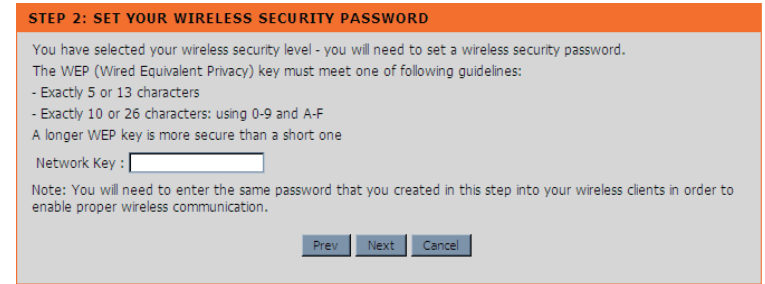 STEP 2: SET YOUR WIRELESS SECURITY PASSWORD
You have selected your wireless security level - you will need to set a wireless security password.
The WEP (Wired Equivalent Privacy) key must meet one of following guidelines:
- Exactly 5 or 13 characters
- Exactly 10 or 26 characters: using 0-9 and A-F
A longer WEP key is more secure than a short one
Network Key :
Note: You will need to enter the same password that you created in this step into your wireless clients in order to
enable proper wireless communication.
Prev Next Cancel